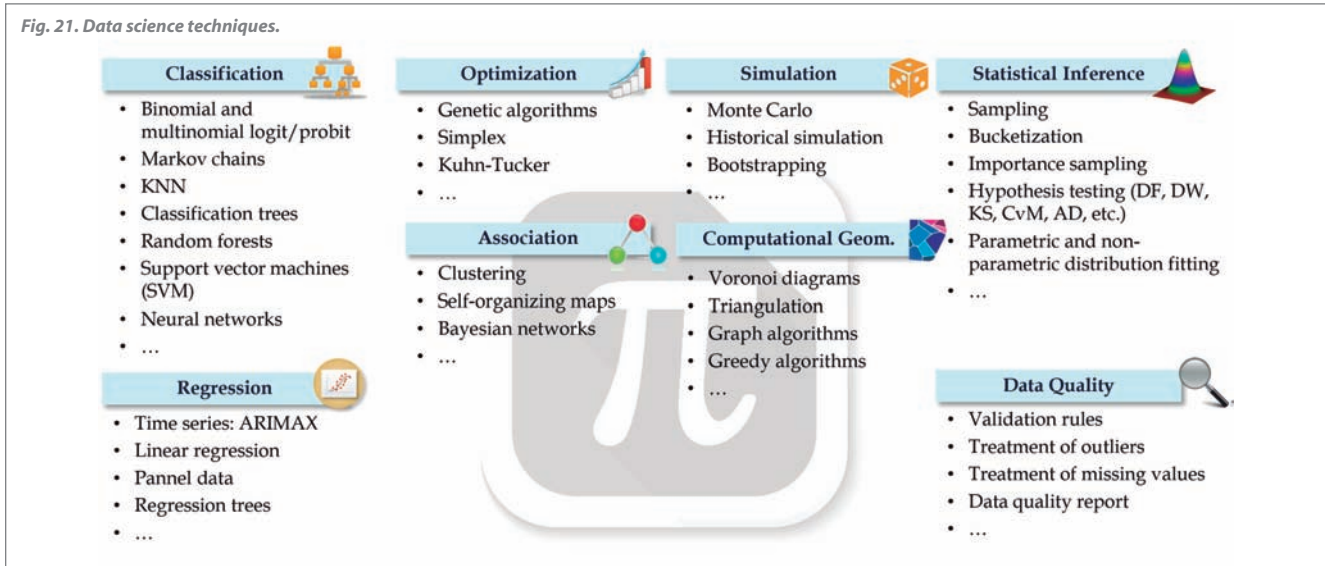 Fig. 21. Data science techniques.
Classification
• Binomial and
multinomial logit/probit
• Markov chains
• KNN
• Classification trees
• Random forests
• Support vector machines
(SVM)
• Neural networks
• …
Regression
• Time series: ARIMAX
• Linear regression
• Pannel data
• Regression trees
• …
Optimization
• Genetic algorithms
• Simplex
• Kuhn-Tucker
• …
Association
• Clustering
• Self-organizing maps
• Bayesian networks
• …
Simulation
• Monte Carlo
• Historical simulation
• Bootstrapping
• …
Computational Geom.
• Voronoi diagrams
• Triangulation
• Graph algorithms
• Greedy algorithms
• …
Statistical Inference
• Sampling
• Bucketization
• Importance sampling
• Hypothesis testing (DF, DW,
KS, CvM, AD, etc.)
• Parametric and non-
parametric distribution fitting
• …
Data Quality
• Validation rules
• Treatment of outliers
• Treatment of missing values
• Data quality report
• …
π